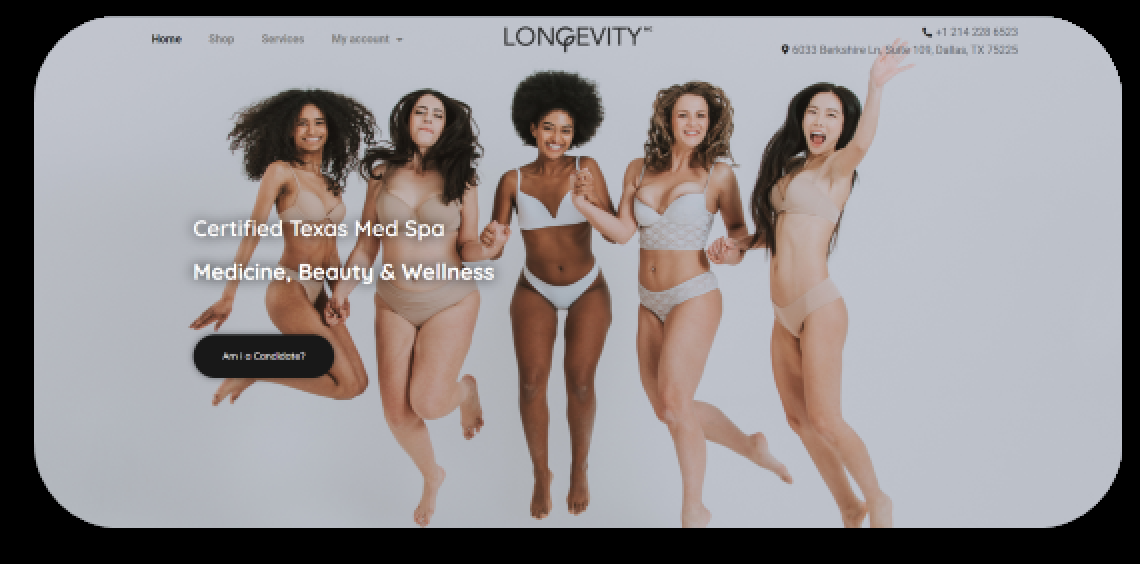 Home Shop Services My account
LONGEVITY
+1 214 228 6523
6033 Berkshire Ln, Suite 109, Dallas, TX 75225
Certified Texas Med Spa
Medicine, Beauty & Wellness
Am i a Candidate?